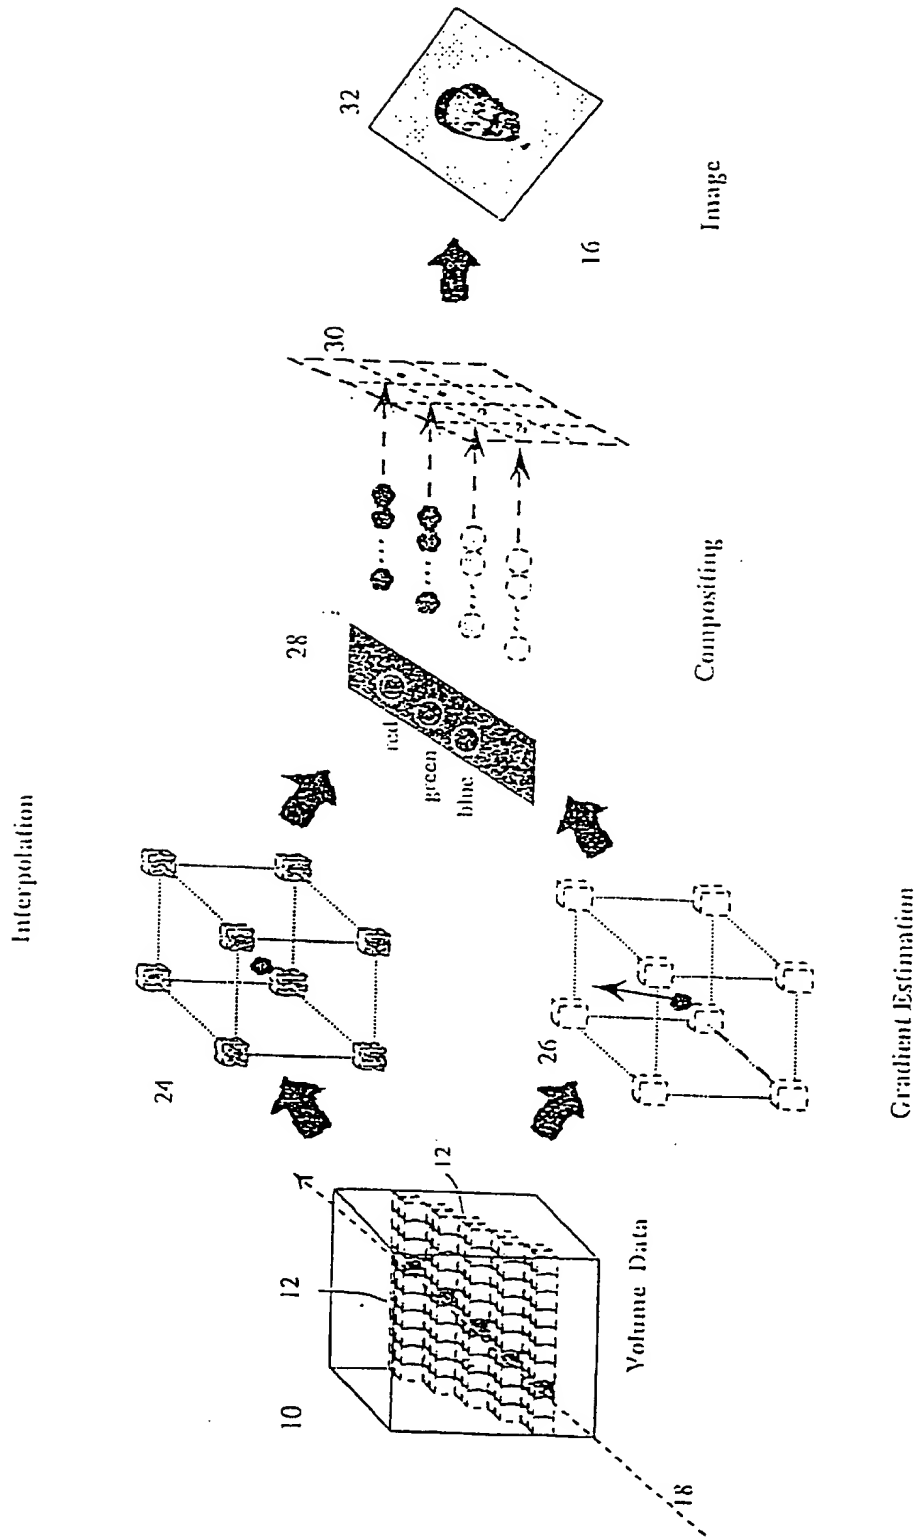 Interpolation
24
10
12
12
18
Volume Data
26
Gradient Estimation
28
red
green
blue
Compositing
30
32
16
Image